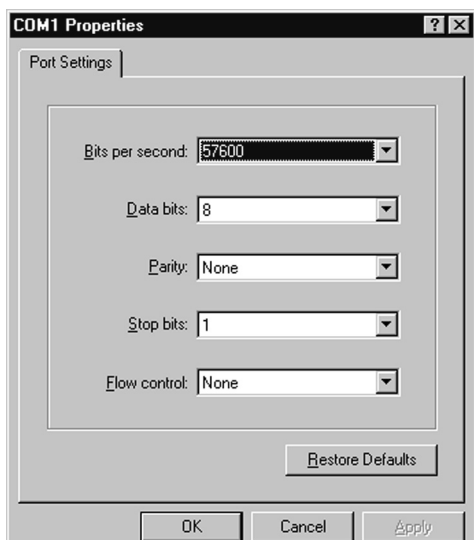 COM1 Properties
Port Settings
Bits per second: 57600
Data bits: 8
Parity: None
Stop bits: 1
Flow control: None
Restore Defaults
OK Cancel Apply